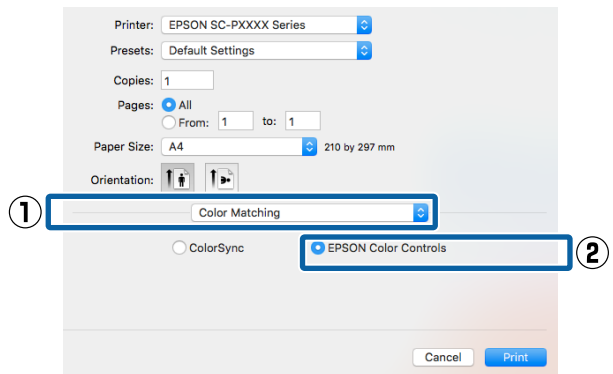 Printer: EPSON SC-PXXXX Series
Presets: Default Settings
Copies: 1
Pages: All
From: 1 to: 1
Paper Size: A4 210 by 297 mm
Orientation:
① Color Matching
ColorSync EPSON Color Controls ②
Cancel Print